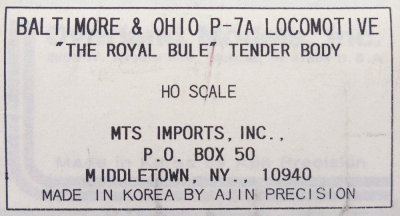 BALTIMORE & OHIO P-7A LOCOMOTIVE
"THE ROYAL BULE" TENDER BODY
HO SCALE
MTS IMPORTS, INC.,
P.O. BOX 50
MIDDLETOWN, NY., 10940
MADE IN KOREA BY AJIN PRECISION